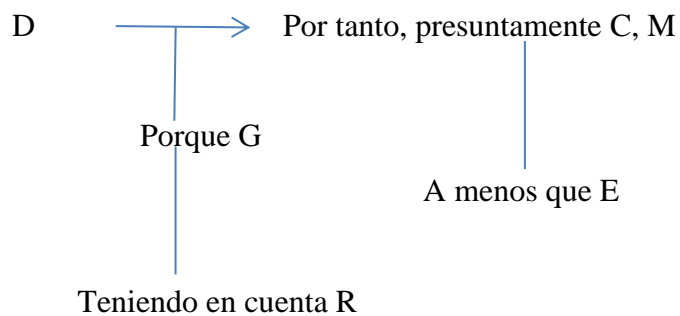 D Por tanto, presuntamente C, M
Porque G
A menos que E
Teniendo en cuenta R